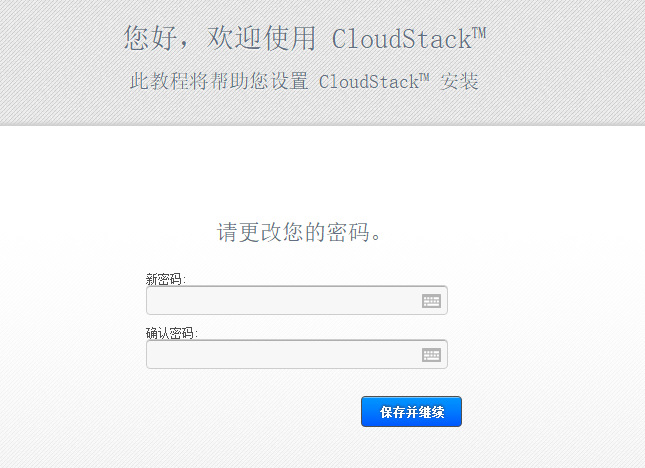 您好，欢迎使用 CloudStack™
此教程将帮助您设置 CloudStack™ 安装
请更改您的密码。
新密码:
确认密码:
保存并继续